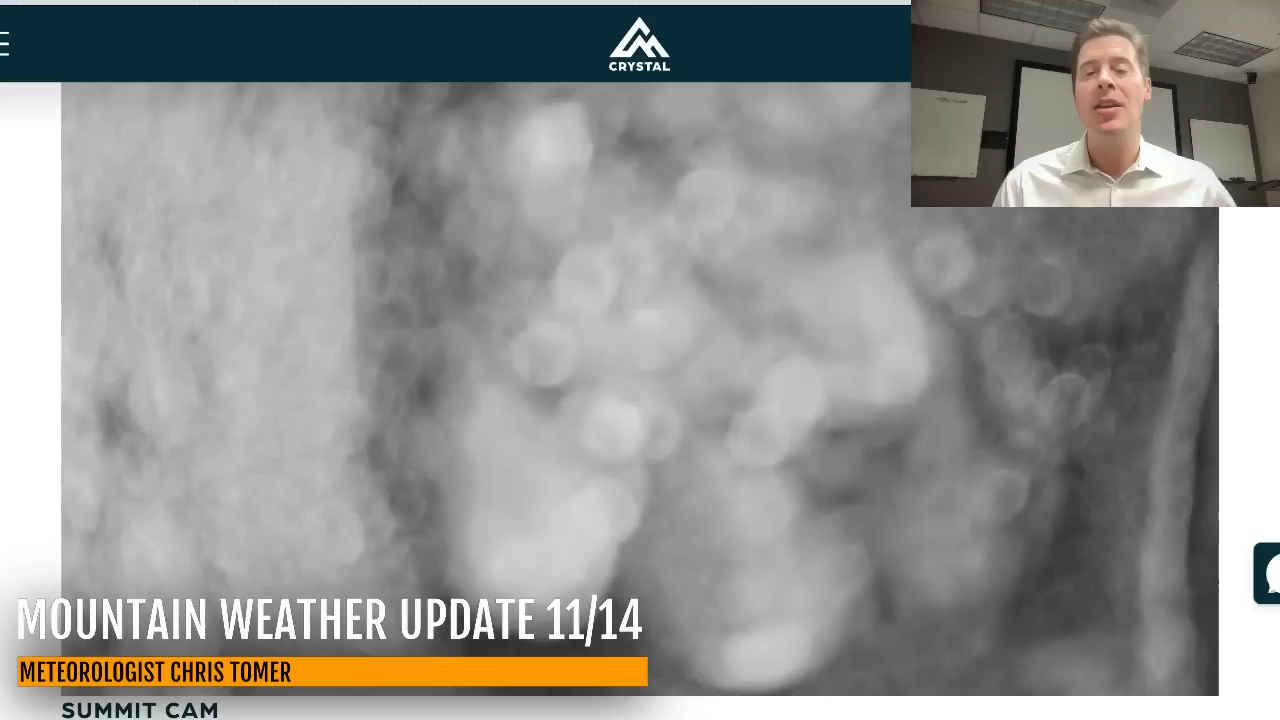 CRYSTAL
MOUNTAIN WEATHER UPDATE 11/14
METEOROLOGIST CHRIS TOMER
SUMMIT CAM